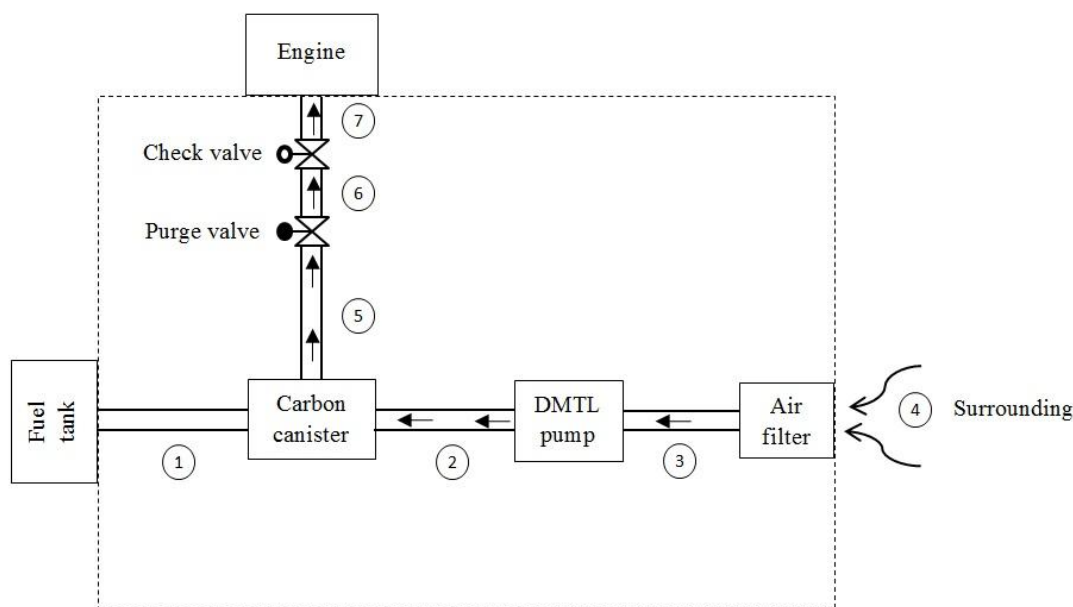 Engine
7
Check valve
6
Purge valve
5
Fuel
tank
Carbon
canister
DMTL
pump
Air
filter
4
Surrounding
1
2
3